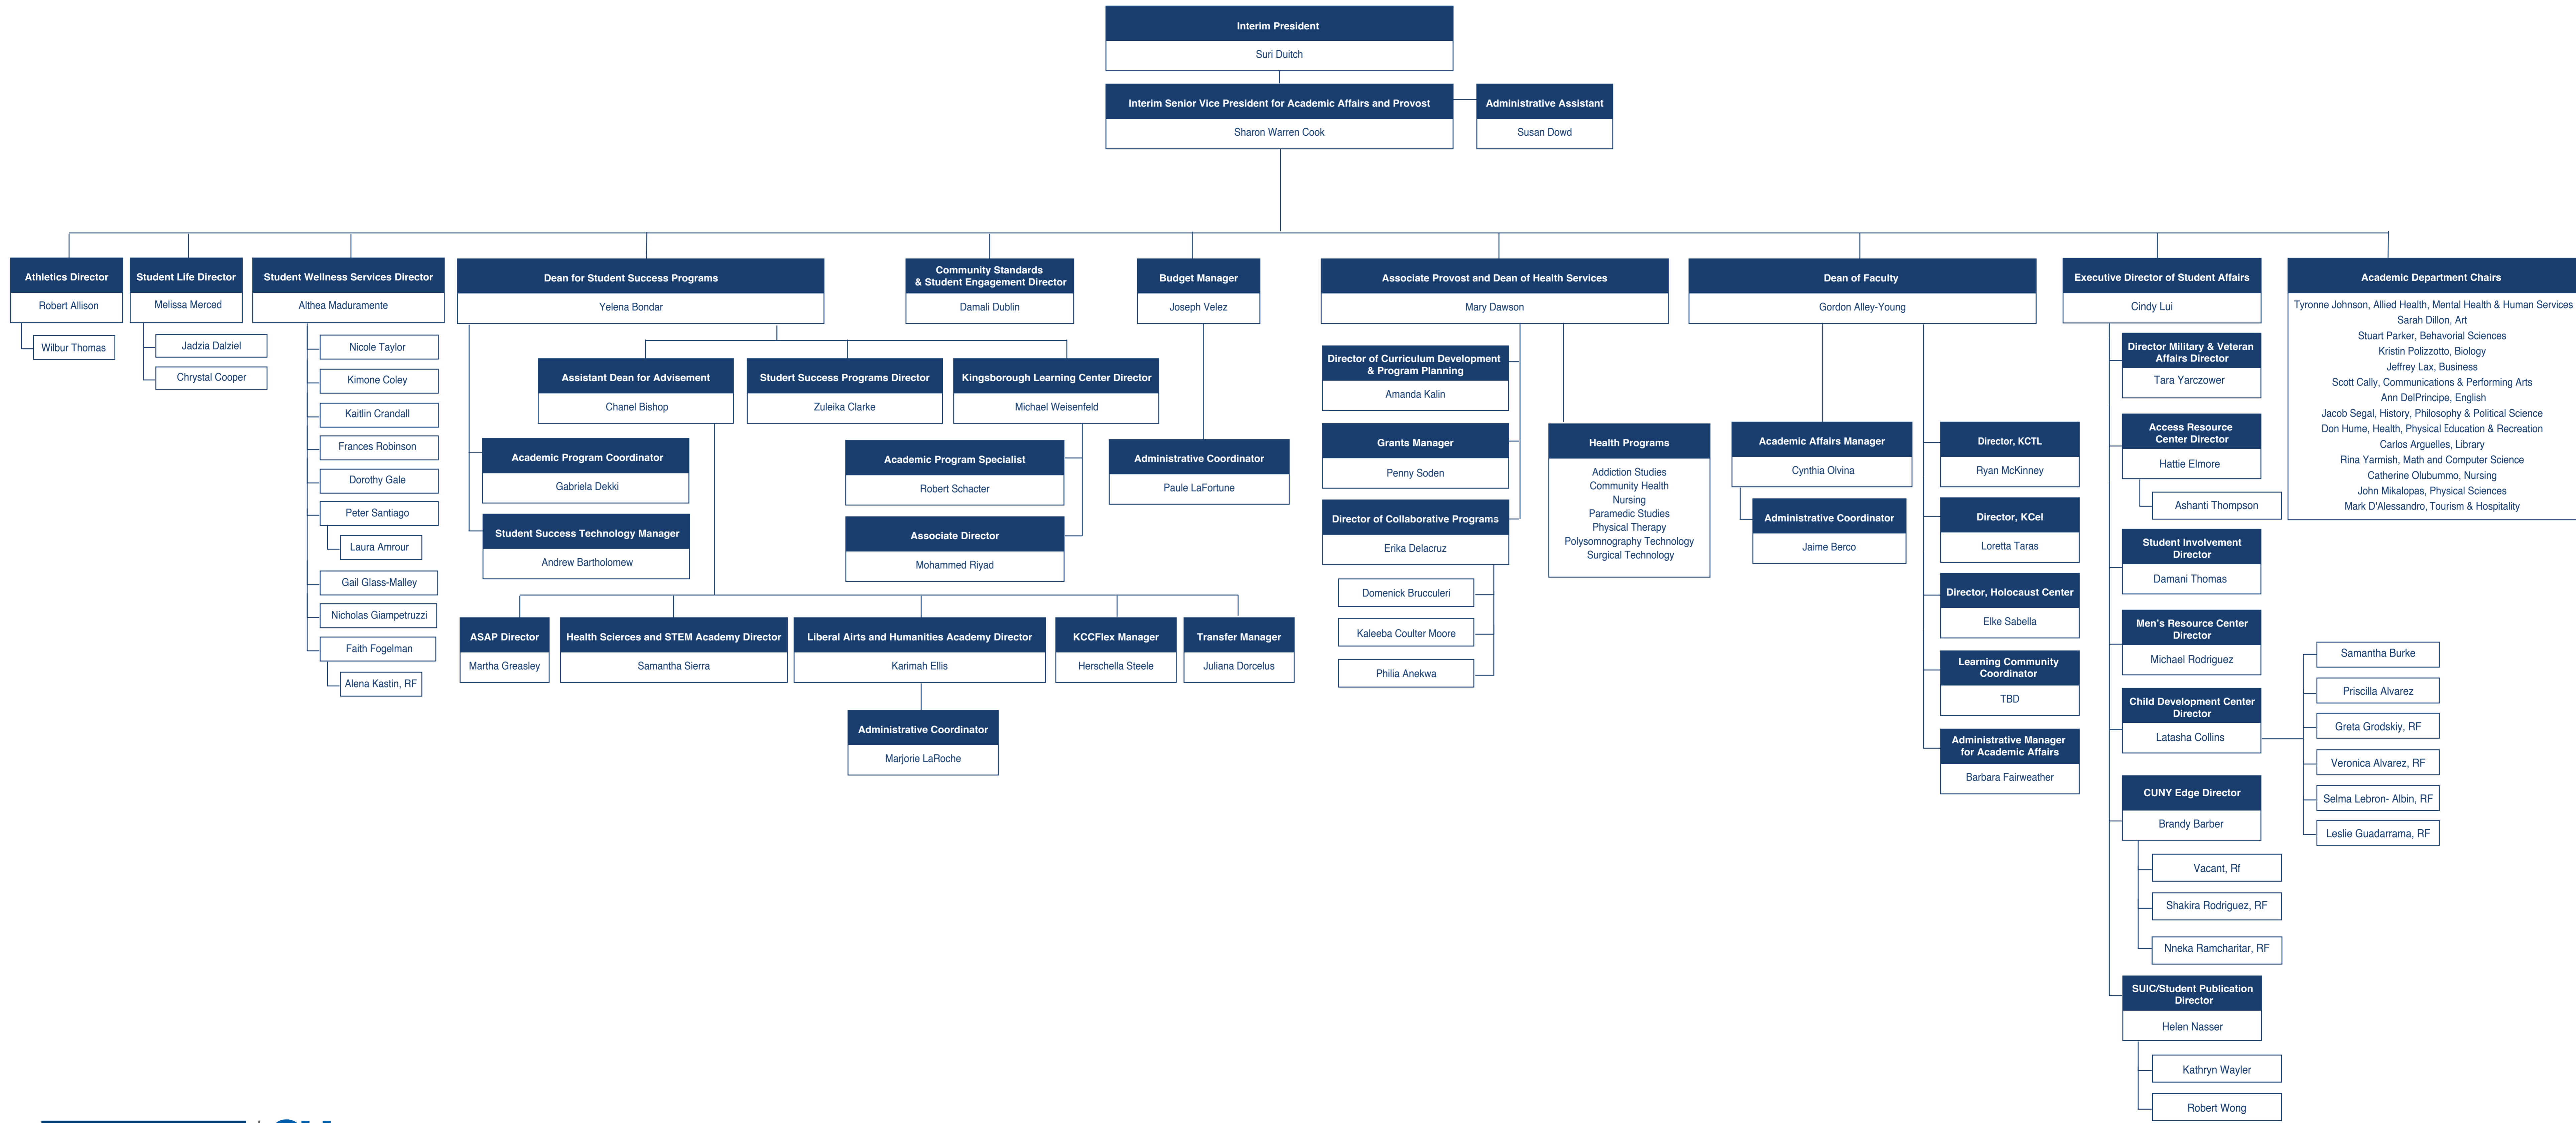 Interim President
Suri Duitch
Interim Senior Vice President for Academic Affairs and Provost
Sharon Warren Cook
Administrative Assistant
Susan Dowd
Athletics Director
Robert Allison
Wilbur Thomas
Student Life Director
Melissa Merced
Jadzia Dalziel
Chrystal Cooper
Student Wellness Services Director
Althea Maduramente
Nicole Taylor
Kimone Coley
Kaitlin Crandall
Frances Robinson
Dorothy Gale
Peter Santiago
Laura Amrour
Gail Glass-Malley
Nicholas Giampetruzzi
Faith Fogelman
Alena Kastin, RF
Dean for Student Success Programs
Yelena Bondar
Assistant Dean for Advisement
Chanel Bishop
Studert Success Programs Director
Zuleika Clarke
Kingsborough Learning Center Director
Michael Weisenfeld
Academic Program Coordinator
Gabriela Dekki
Student Success Technology Manager
Andrew Bartholomew
Academic Program Specialist
Robert Schacter
Associate Director
Mohammed Riyad
ASAP Director
Martha Greasley
Health Scierces and STEM Academy Director
Samantha Sierra
Liberal Airts and Humanities Academy Director
Karimah Ellis
KCCFlex Manager
Herschella Steele
Transfer Manager
Juliana Dorcelus
Administrative Coordinator
Marjorie LaRoche
Community Standards
& Student Engagement Director
Damali Dublin
Budget Manager
Joseph Velez
Administrative Coordinator
Paule LaFortune
Associate Provost and Dean of Health Services
Mary Dawson
Director of Curriculum Development
& Program Planning
Amanda Kalin
Grants Manager
Penny Soden
Director of Collaborative Programs
Erika Delacruz
Domenick Brucculeri
Kaleeba Coulter Moore
Philia Anekwa
Health Programs
Addiction Studies
Community Health
Nursing
Paramedic Studies
Physical Therapy
Polysomnography Technology
Surgical Technology
Dean of Faculty
Gordon Alley-Young
Academic Affairs Manager
Cynthia Olvina
Administrative Coordinator
Jaime Berco
Director, KCTL
Ryan McKinney
Director, KCel
Loretta Taras
Director, Holocaust Center
Elke Sabella
Learning Community
Coordinator
TBD
Administrative Manager
for Academic Affairs
Barbara Fairweather
Executive Director of Student Affairs
Cindy Lui
Director Military & Veteran
Affairs Director
Tara Yarczower
Access Resource
Center Director
Hattie Elmore
Ashanti Thompson
Student Involvement
Director
Damani Thomas
Men's Resource Center
Director
Michael Rodriguez
Child Development Center
Director
Latasha Collins
Samantha Burke
Priscilla Alvarez
Greta Grodskiy, RF
Veronica Alvarez, RF
Selma Lebron- Albin, RF
Leslie Guadarrama, RF
CUNY Edge Director
Brandy Barber
Vacant, Rf
Shakira Rodriguez, RF
Nneka Ramcharitar, RF
SUIC/Student Publication
Director
Helen Nasser
Kathryn Wayler
Robert Wong
Academic Department Chairs
Tyronne Johnson, Allied Health, Mental Health & Human Services
Sarah Dillon, Art
Stuart Parker, Behavorial Sciences
Kristin Polizzotto, Biology
Jeffrey Lax, Business
Scott Cally, Communications & Performing Arts
Ann DelPrincipe, English
Jacob Segal, History, Philosophy & Political Science
Don Hume, Health, Physical Education & Recreation
Carlos Arguelles, Library
Rina Yarmish, Math and Computer Science
Catherine Olubummo, Nursing
John Mikalopas, Physical Sciences
Mark D'Alessandro, Tourism & Hospitality